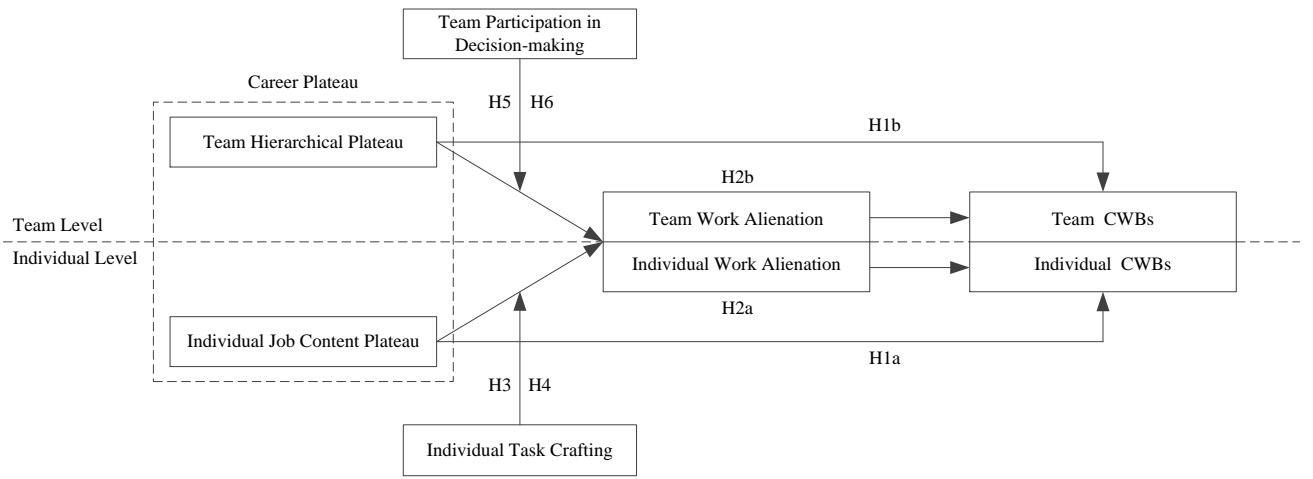 Team Participation in
Decision-making
Career Plateau
H5 H6
Team Hierarchical Plateau
H1b
H2b
Team Level
Team Work Alienation
Team CWBs
Individual Level
Individual Work Alienation
Individual CWBs
H2a
Individual Job Content Plateau
H1a
H3 H4
Individual Task Crafting